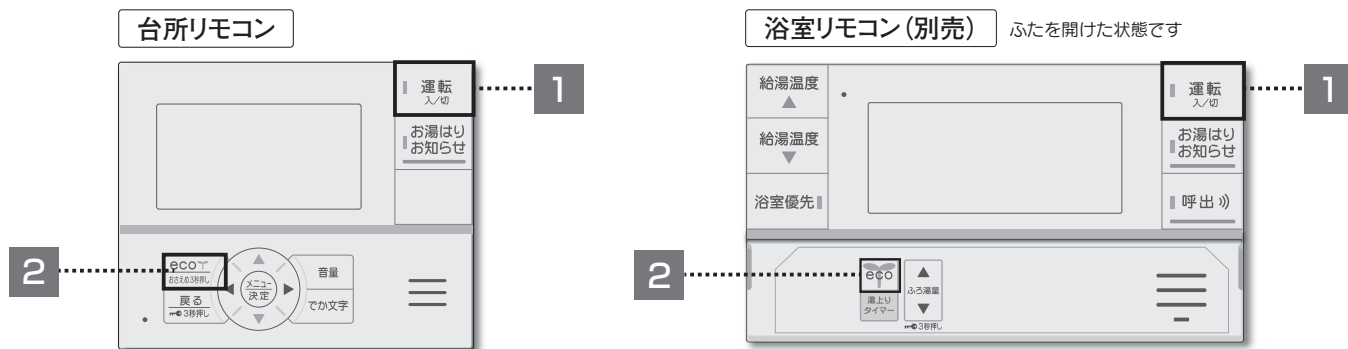 台所リモコン
運転
入／切
1
お湯はり
お知らせ
2
eco
おさえめ3秒押し
戻る
3秒押し
メニュー
決定
音量
でか文字
浴室リモコン(別売)
ふたを開けた状態です
給湯温度
給湯温度
浴室優先
運転
入／切
1
お湯はり
お知らせ
呼出
2
eco
湯上り
タイマー
ふろ湯量
3秒押し